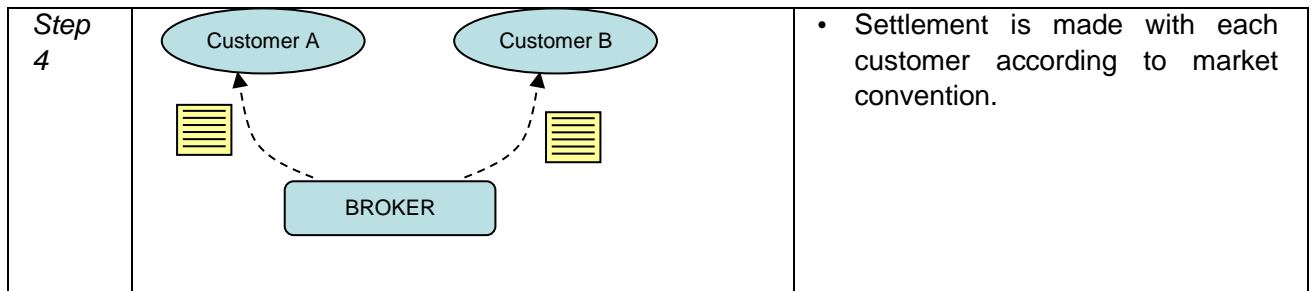 Step
4
Customer A
Customer B
BROKER
• Settlement is made with each
customer according to market
convention.